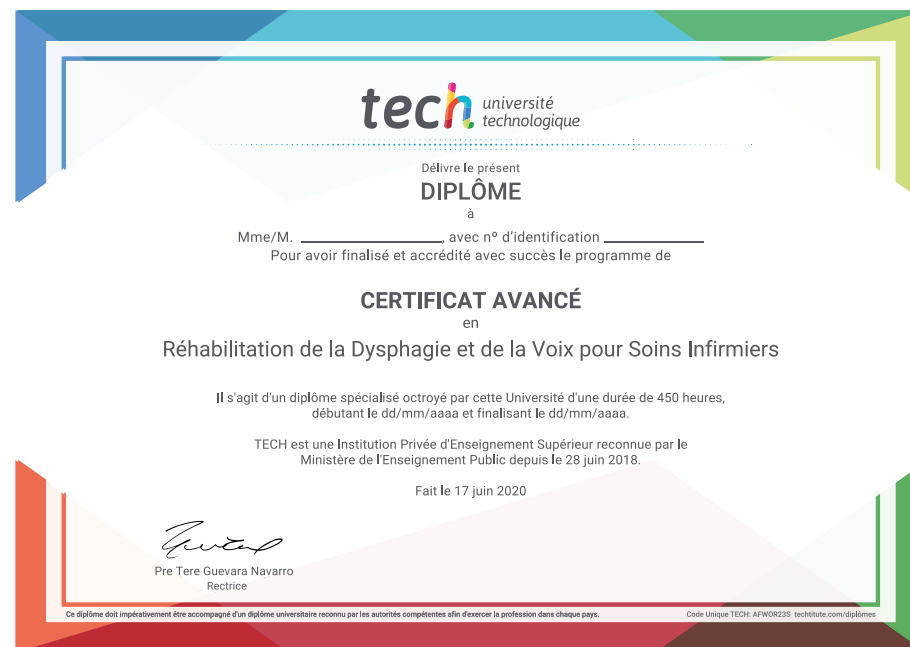 tech université
technologique
Délivre le présent
DIPLÔME
à
Mme/M. ____________, avec nº d'identification ____________
Pour avoir finalisé et accrédité avec succès le programme de
CERTIFICAT AVANCÉ
en
Réhabilitation de la Dysphagie et de la Voix pour Soins Infirmiers
Il s'agit d'un diplôme spécialisé octroyé par cette Université d'une durée de 450 heures,
débutant le dd/mm/aaaa et finalisant le dd/mm/aaaa.
TECH est une Institution Privée d'Enseignement Supérieur reconnue par le
Ministère de l'Enseignement Public depuis le 28 juin 2018.
Fait le 17 juin 2020
Pre Tere Guevara Navarro
Rectrice
Ce diplôme doit impérativement être accompagné d'un diplôme universitaire reconnu par les autorités compétentes afin d'exercer la profession dans chaque pays. Code Unique TECH: AFWOR23S techtitute.com/diplômes